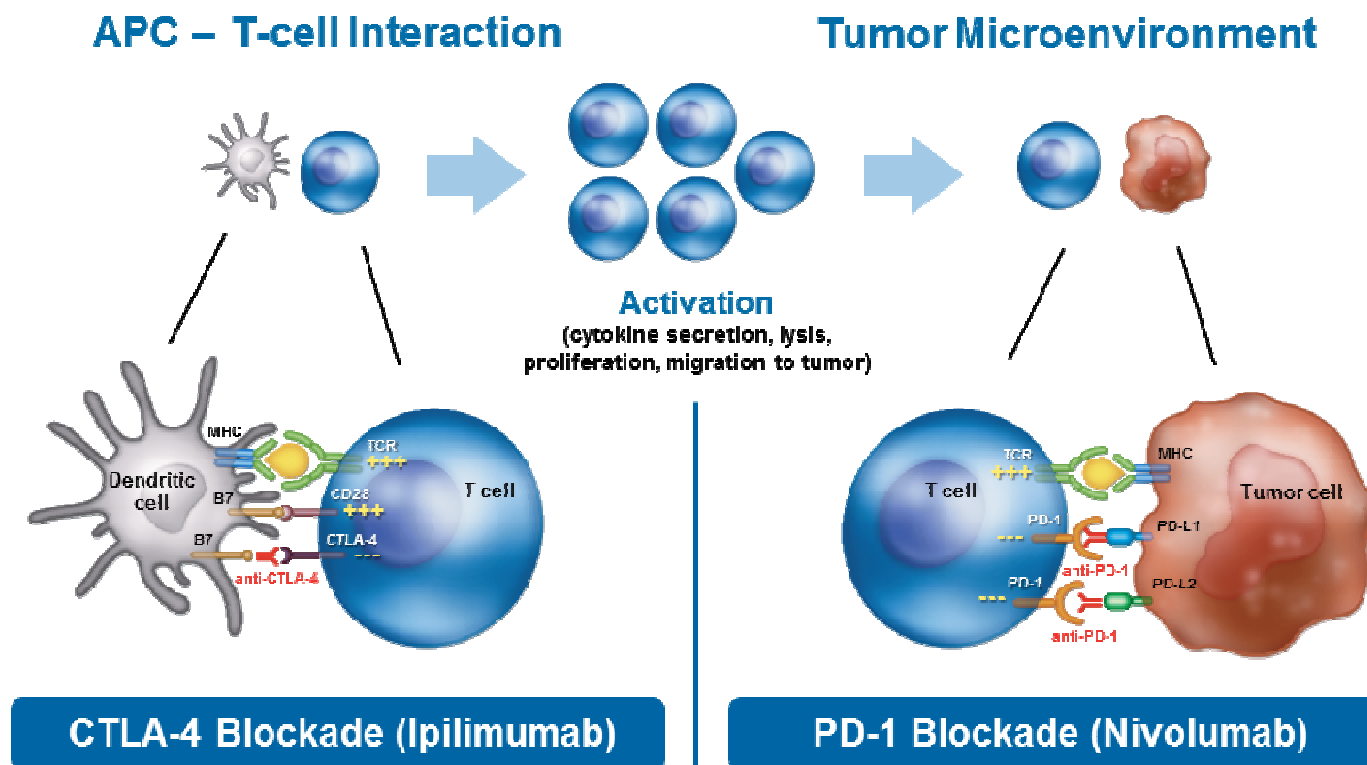 APC – T-cell Interaction
Tumor Microenvironment
Activation
(cytokine secretion, lysis,
proliferation, migration to tumor)
MHC
TCR
+++
Dendritic
cell
T cell
B7
CD28
+++
B7
CTLA-4
---
anti-CTLA-4
TCR
+++
MHC
T cell
Tumor cell
PD-1
---
PD-L1
anti-PD-1
PD-1
---
PD-L2
anti-PD-1
CTLA-4 Blockade (Ipilimumab)
PD-1 Blockade (Nivolumab)